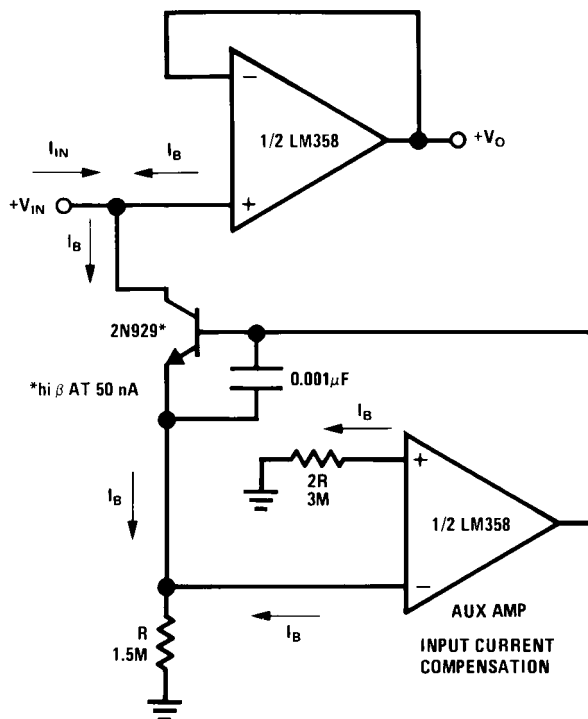 −
1/2 LM358
+VO
IIN
IB
+VIN
+
IB
2N929*
0.001μF
*hi β AT 50 nA
IB
+
2R
3M
1/2 LM358
IB
−
AUX AMP
IB
R
1.5M
INPUT CURRENT
COMPENSATION